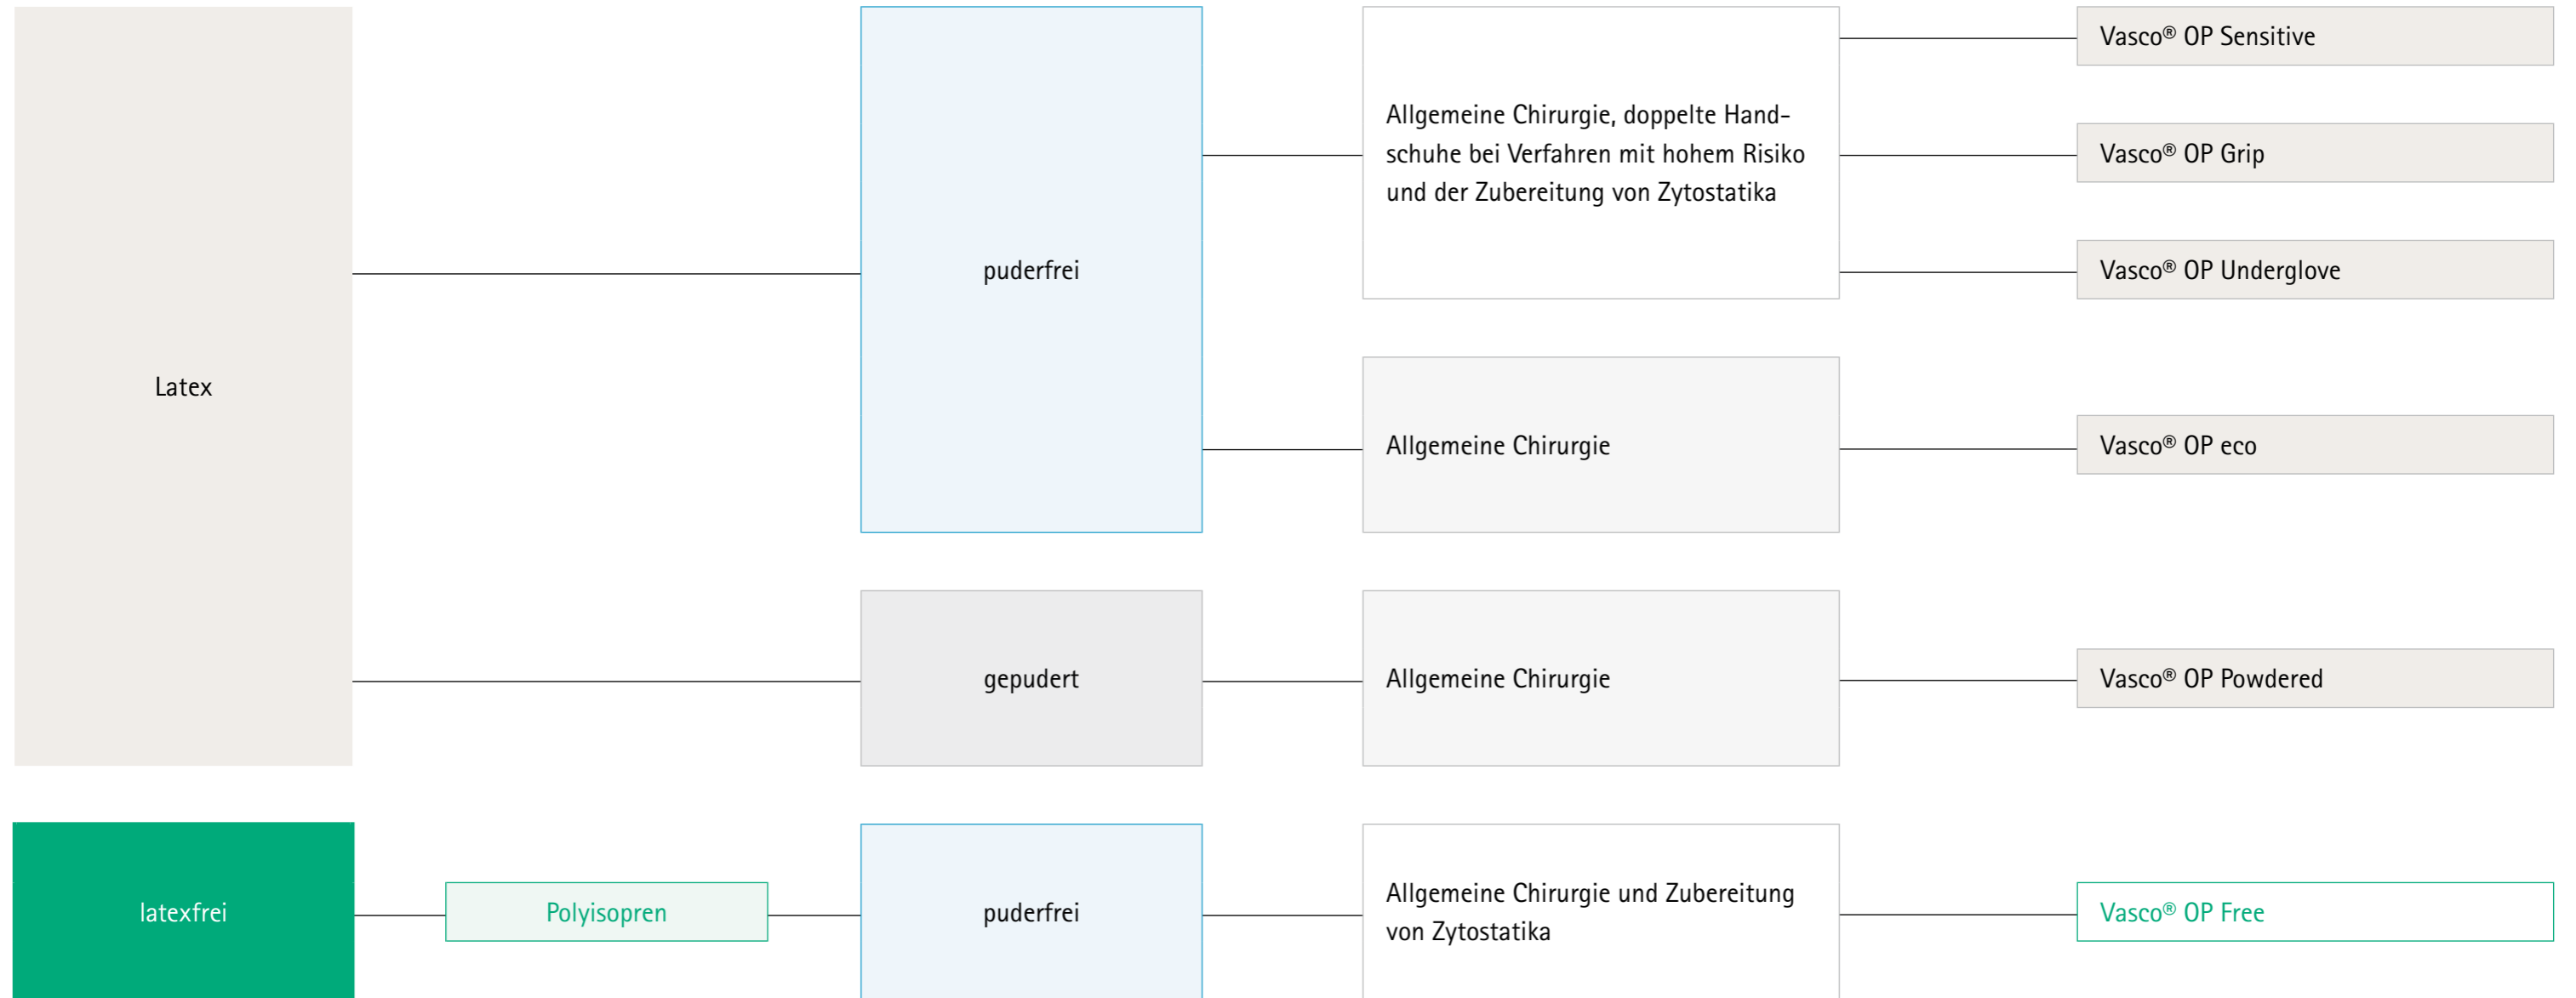 Latex
puderfrei
Allgemeine Chirurgie, doppelte Hand-
schuhe bei Verfahren mit hohem Risiko
und der Zubereitung von Zytostatika
Vasco® OP Sensitive
Vasco® OP Grip
Vasco® OP Underglove
Allgemeine Chirurgie
Vasco® OP eco
gepudert
Allgemeine Chirurgie
Vasco® OP Powdered
latexfrei
Polyisopren
puderfrei
Allgemeine Chirurgie und Zubereitung
von Zytostatika
Vasco® OP Free